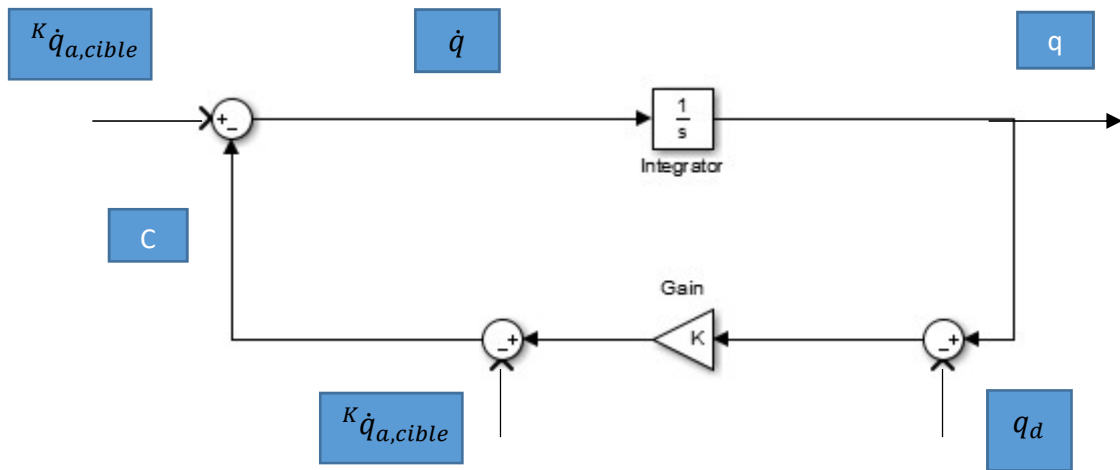 ᴷq̇ₐ,cible
q̇
q
+
−
1
s
Integrator
C
Gain
K
−
+
−
+
ᴷq̇ₐ,cible
q_d